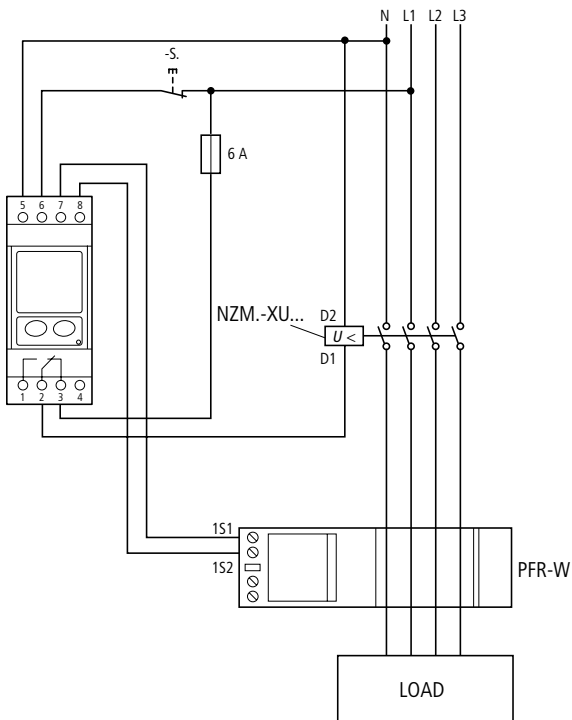 N L1 L2 L3
-S.
6 A
5 6 7 8
NZM.-XU...
D2
U <
D1
1 2 3 4
1S1
1S2
PFR-W
LOAD